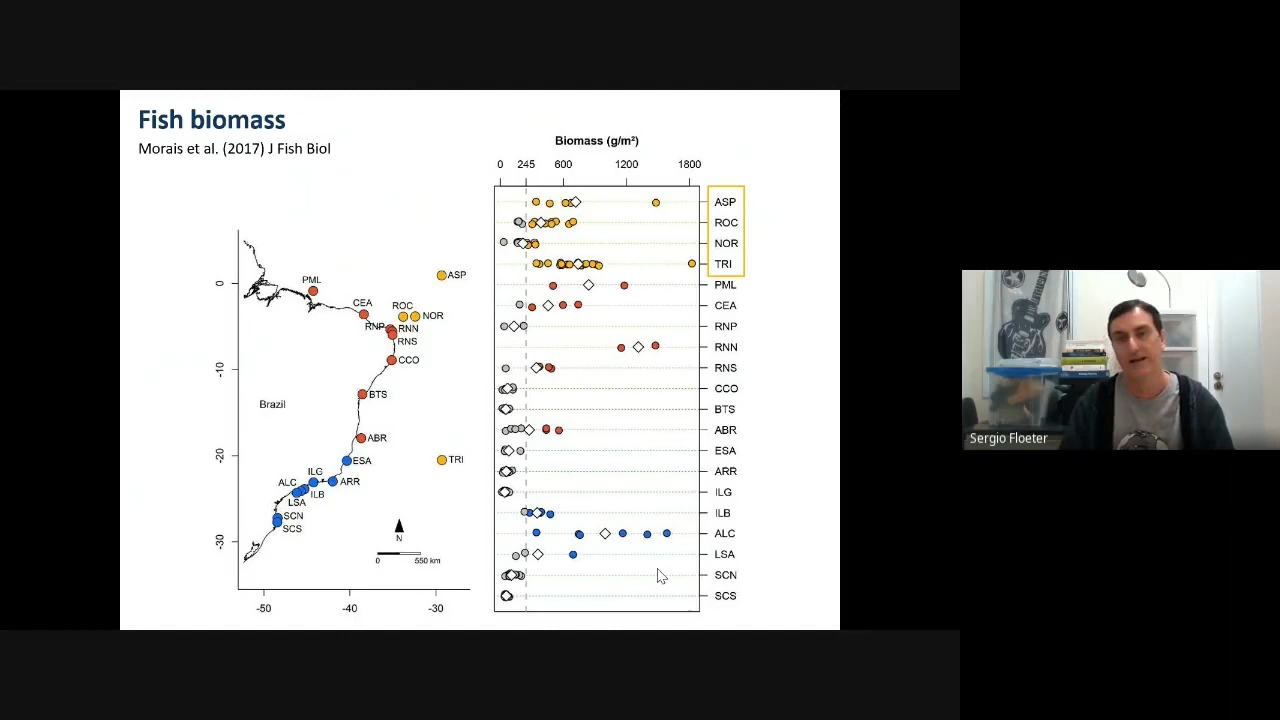 Fish biomass
Morais et al. (2017) J Fish Biol
Biomass (g/m²)
0 245 600 1200 1800
ASP
ROC
NOR
TRI
PML
CEA
RNP
RNN
RNS
CCO
BTS
ABR
ESA
ARR
ILG
ILB
ALC
LSA
SCN
SCS
0
-10
-20
-30
-50 -40 -30
ASP
PML
CEA
ROC
NOR
RNP
RNN
RNS
CCO
Brazil
BTS
ABR
ESA
TRI
ILG
ALC
ARR
ILB
LSA
SCN
SCS
N
0 550 km
Sergio Floeter